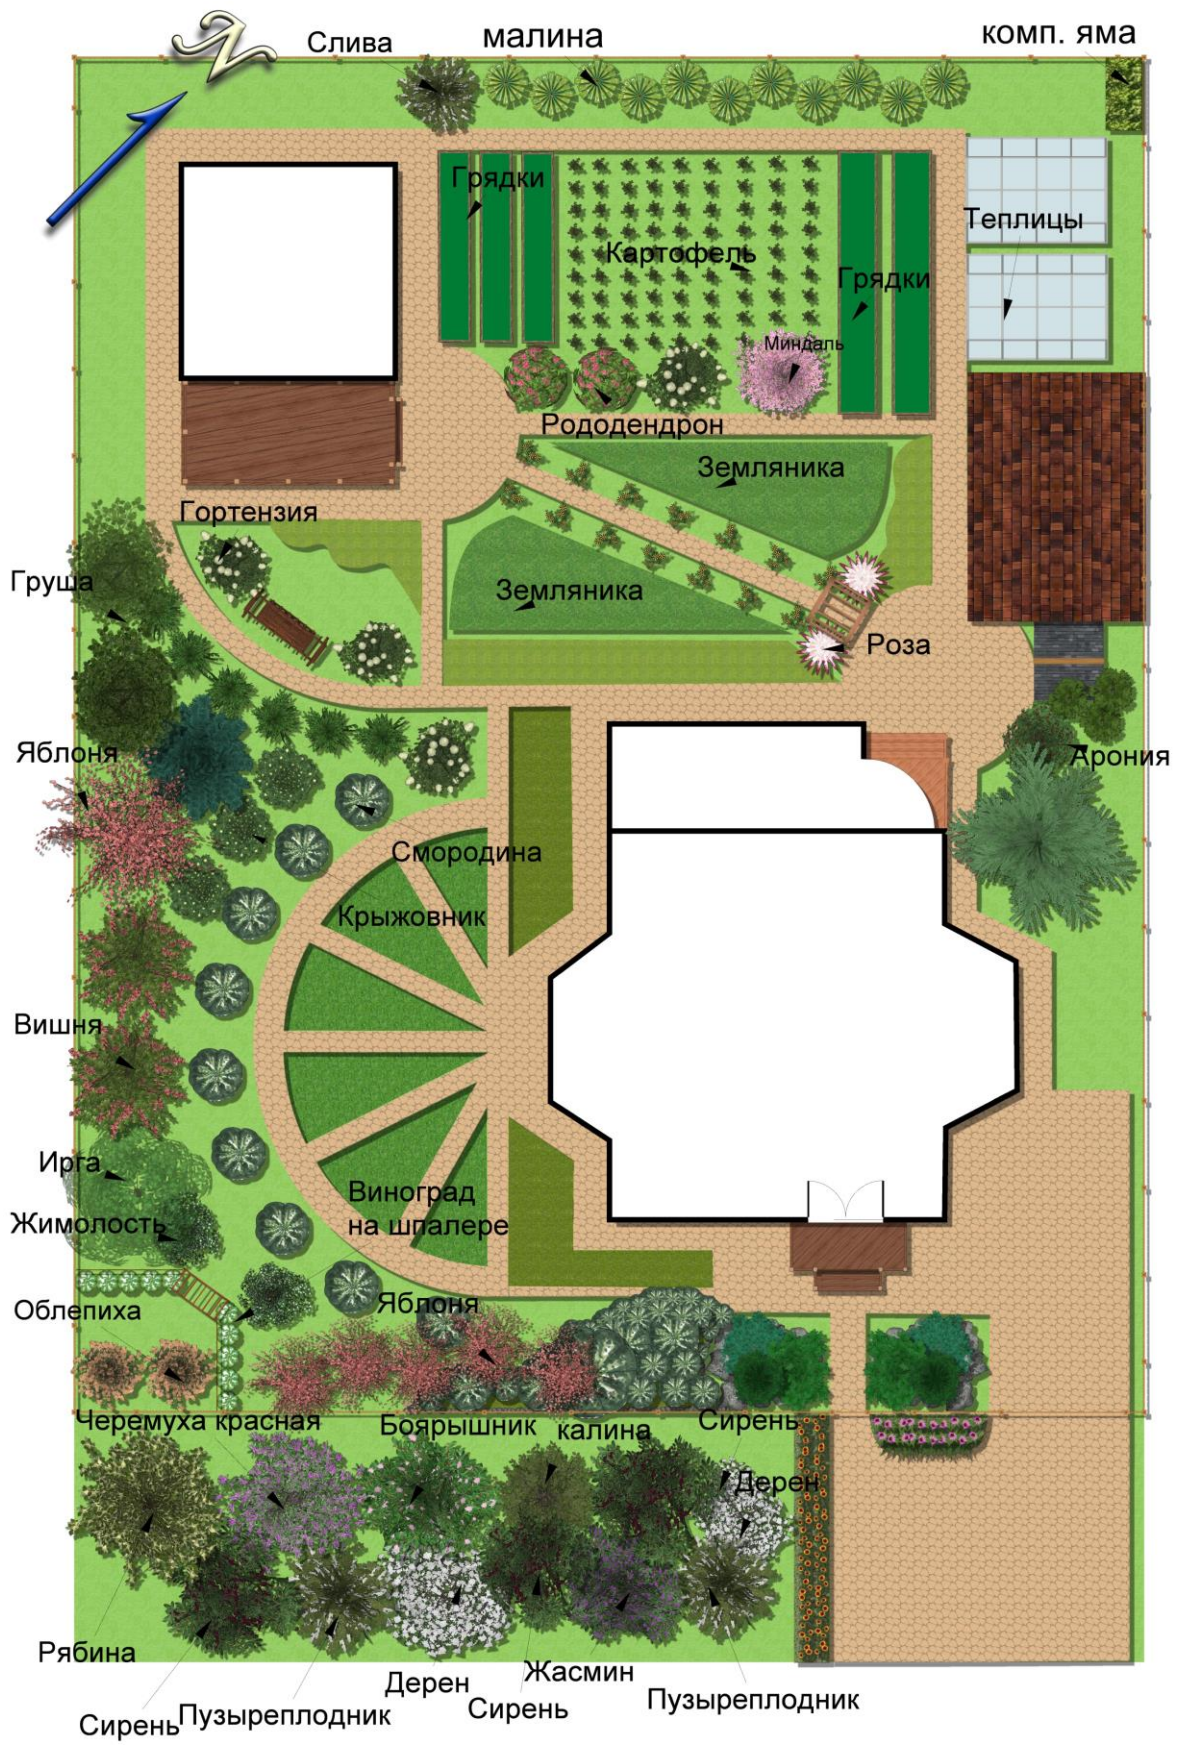 N
Слива
малина
комп. яма
Грядки
Теплицы
Картофель
Грядки
Миндаль
Рододендрон
Земляника
Гортензия
Груша
Земляника
Роза
Яблоня
Арония
Смородина
Крыжовник
Вишня
Ирга
Виноград
на шпалере
Жимолость
Облепиха
Яблоня
Черемуха красная
Боярышник
калина
Сирень
Дерен
Рябина
Жасмин
Дерен
Сирень
Пузыреплодник
Пузыреплодник
Сирень